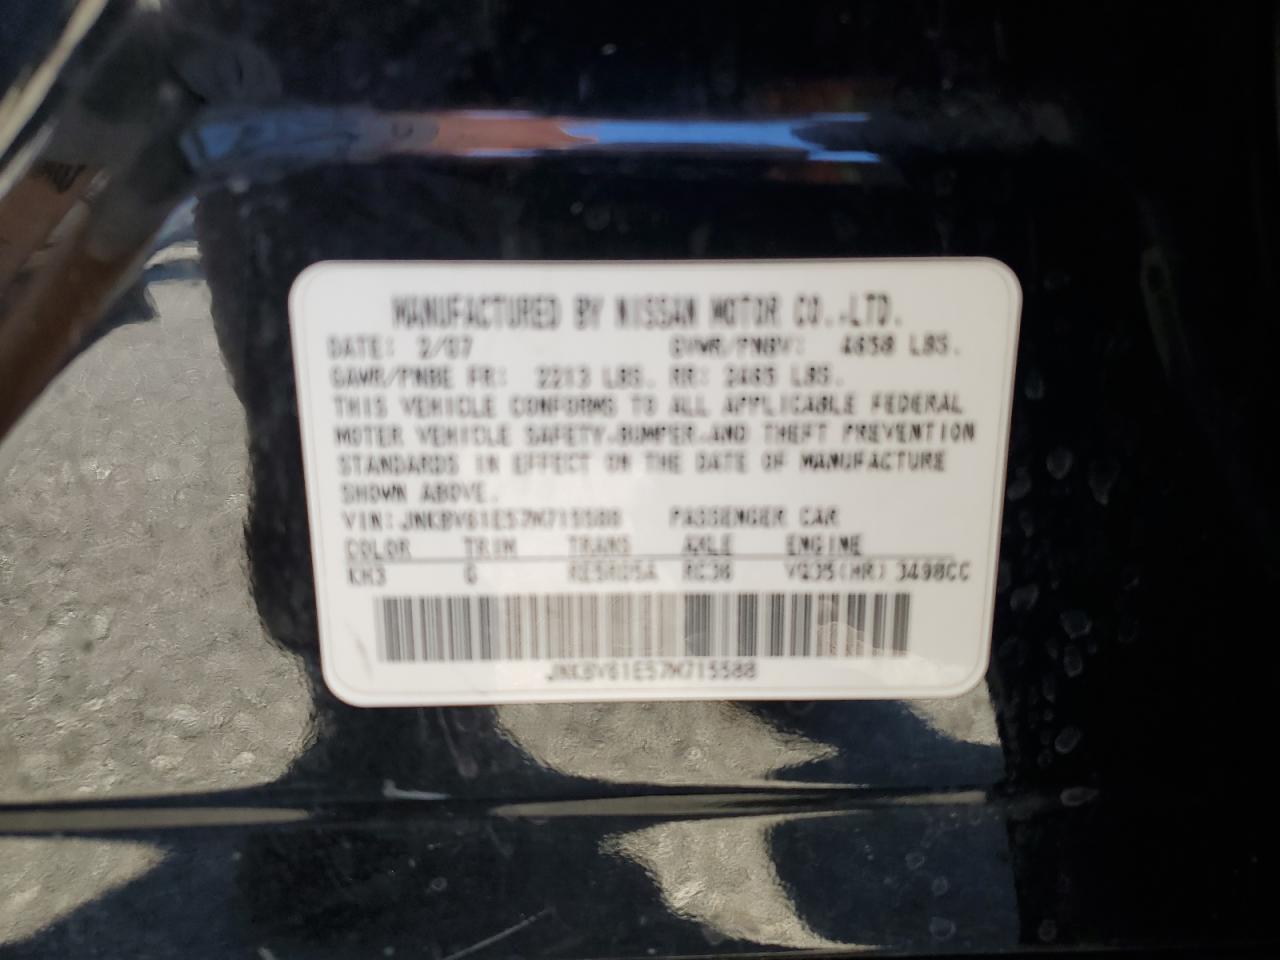 MANUFACTURED BY NISSAN MOTOR CO.,LTD.
DATE: 2/07 GVWR/PNBV: 4658 LBS.
GAWR/PNBE FR: 2213 LBS. RR: 2465 LBS.
THIS VEHICLE CONFORMS TO ALL APPLICABLE FEDERAL
MOTER VEHICLE SAFETY,BUMPER,AND THEFT PREVENTION
STANDARDS IN EFFECT ON THE DATE OF MANUFACTURE
SHOWN ABOVE.
VIN:JNKBV61E57M715588 PASSENGER CAR
COLOR TRIM TRANS AXLE ENGINE
KH3 G RE5R05A RC38 VQ35(HR) 3498CC
JNKBV61E57M715588